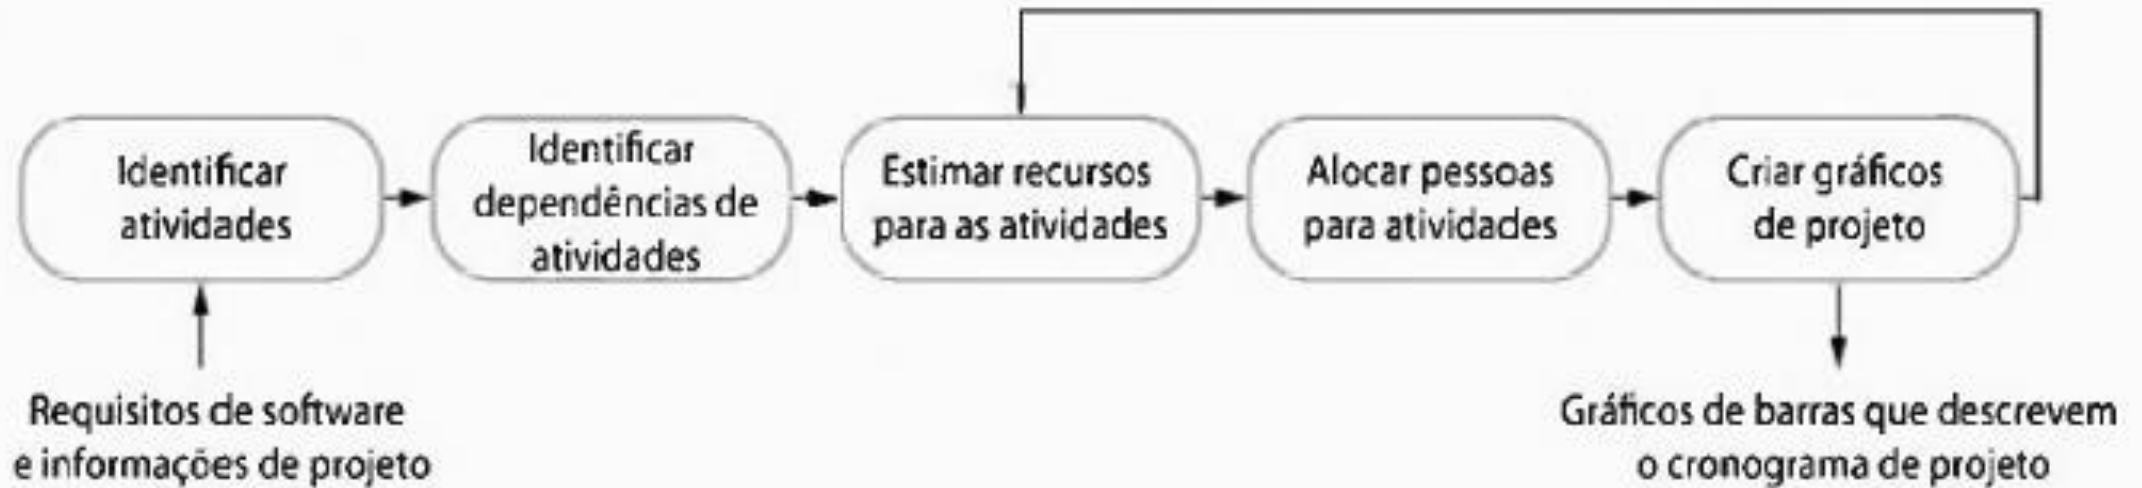 Identificar
atividades
Identificar
dependências de
atividades
Estimar recursos
para as atividades
Alocar pessoas
para atividades
Criar gráficos
de projeto
Requisitos de software
e informações de projeto
Gráficos de barras que descrevem
o cronograma de projeto